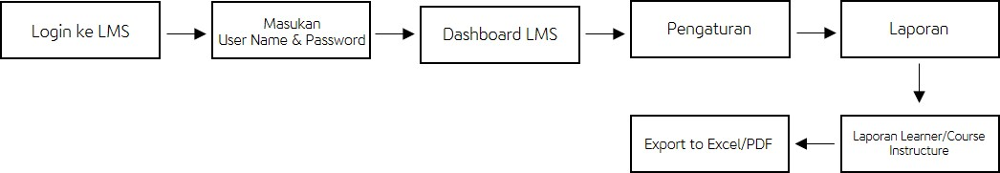 Login ke LMS
Masukan
User Name & Password
Dashboard LMS
Pengaturan
Laporan
Laporan Learner/Course
Instructure
Export to Excel/PDF